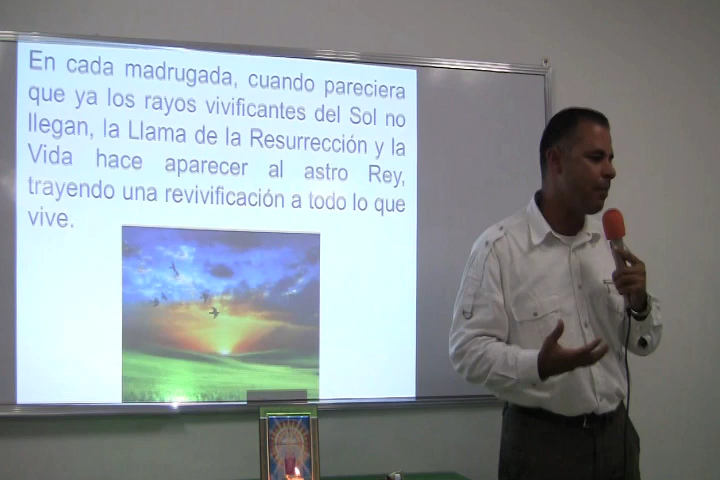 En cada madrugada, cuando pareciera
que ya los rayos vivificantes del Sol no
llegan, la Llama de la Resurrección y la
Vida hace aparecer al astro Rey,
trayendo una revivificación a todo lo que
vive.